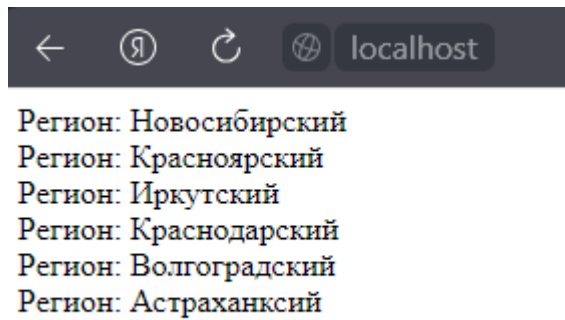 Я localhost
Регион: Новосибирский
Регион: Красноярский
Регион: Иркутский
Регион: Краснодарский
Регион: Волгоградский
Регион: Астраханксий